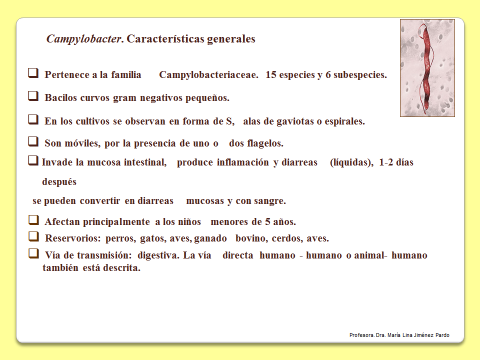 Campylobacter. Características generales
Pertenece a la familia Campylobacteriaceae. 15 especies y 6 subespecies.
Bacilos curvos gram negativos pequeños.
En los cultivos se observan en forma de S, alas de gaviotas o espirales.
Son móviles, por la presencia de uno o dos flagelos.
Invade la mucosa intestinal, produce inflamación y diarreas (líquidas), 1-2 días
después
se pueden convertir en diarreas mucosas y con sangre.
Afectan principalmente a los niños menores de 5 años.
Reservorios: perros, gatos, aves, ganado bovino, cerdos, aves.
Vía de transmisión: digestiva. La vía directa humano - humano o animal- humano
también está descrita.
Profesora. Dra. María Lina Jiménez Pardo